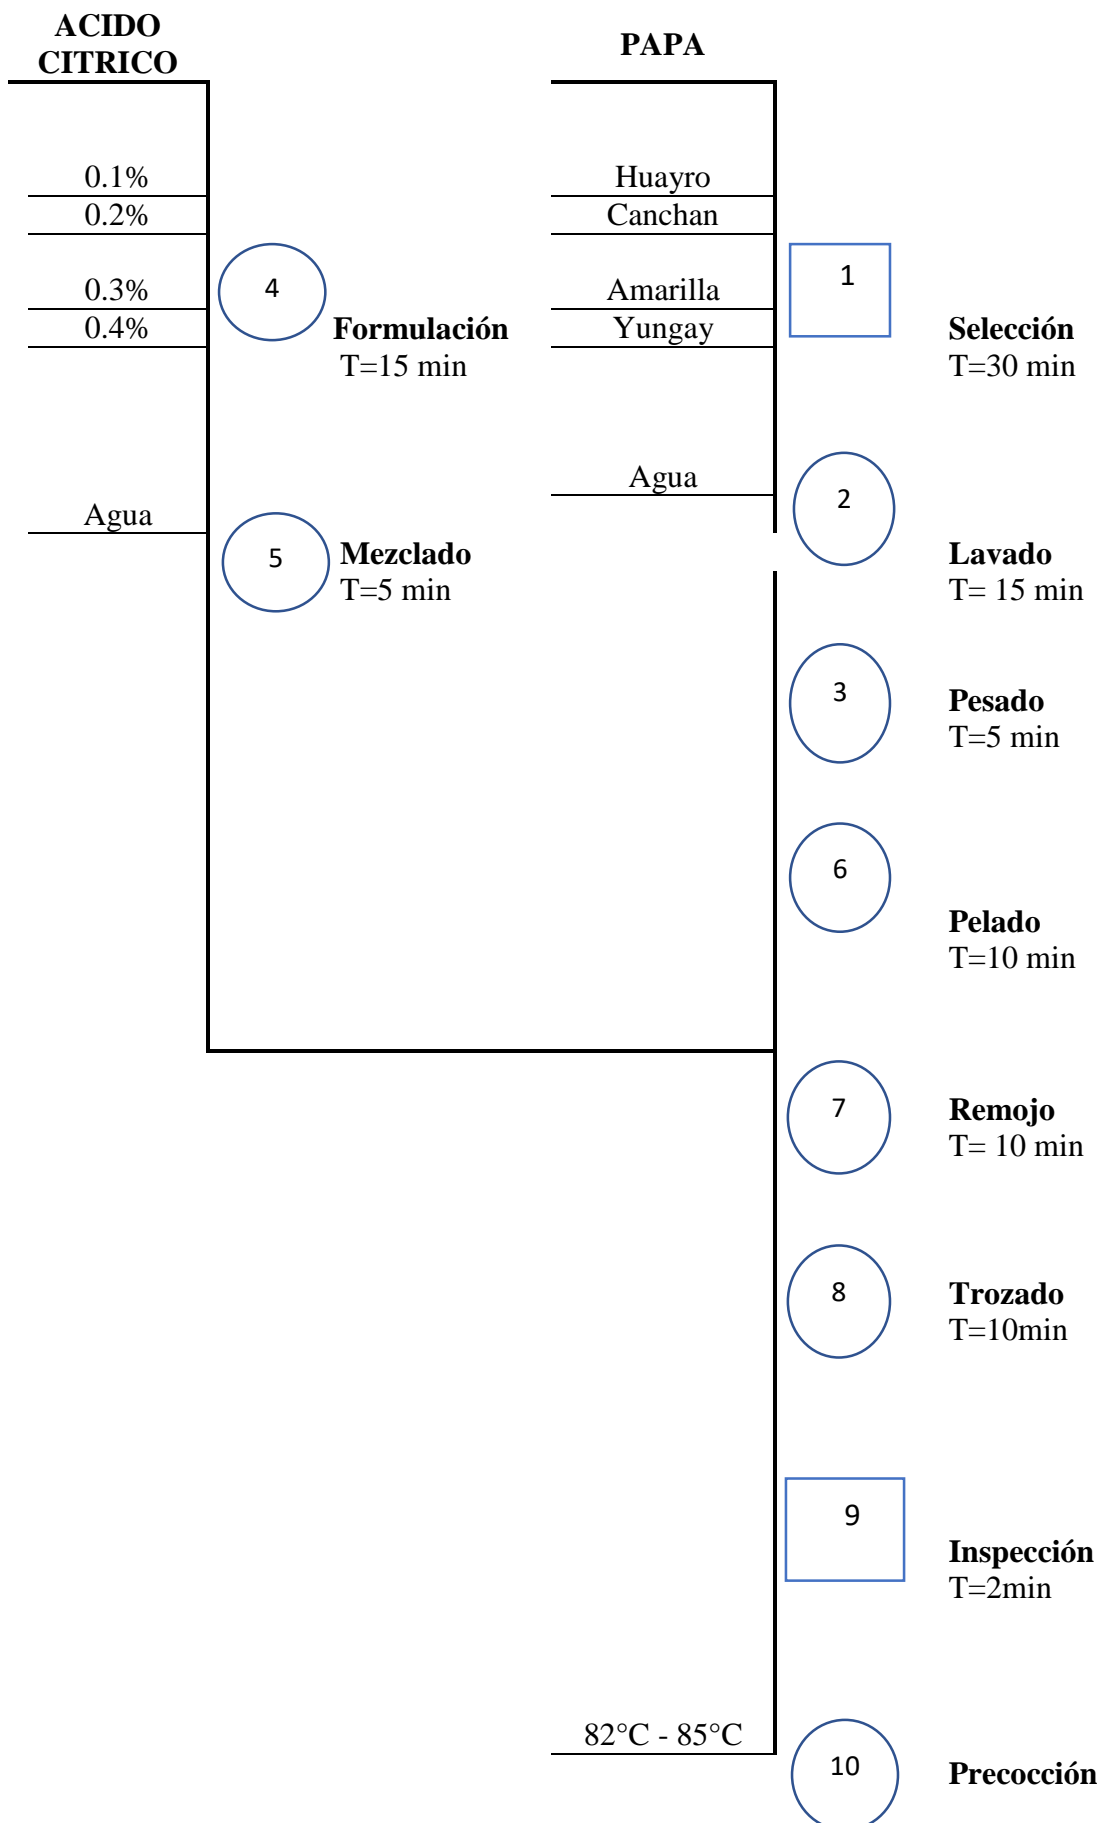 ACIDO
CITRICO
PAPA
0.1%
Huayro
0.2%
Canchan
4
1
0.3%
Amarilla
0.4%
Formulación
Yungay
Selección
T=15 min
T=30 min
Agua
2
Agua
5
Mezclado
Lavado
T=5 min
T= 15 min
3
Pesado
T=5 min
6
Pelado
T=10 min
7
Remojo
T= 10 min
8
Trozado
T=10min
9
Inspección
T=2min
82°C - 85°C
10
Precocción